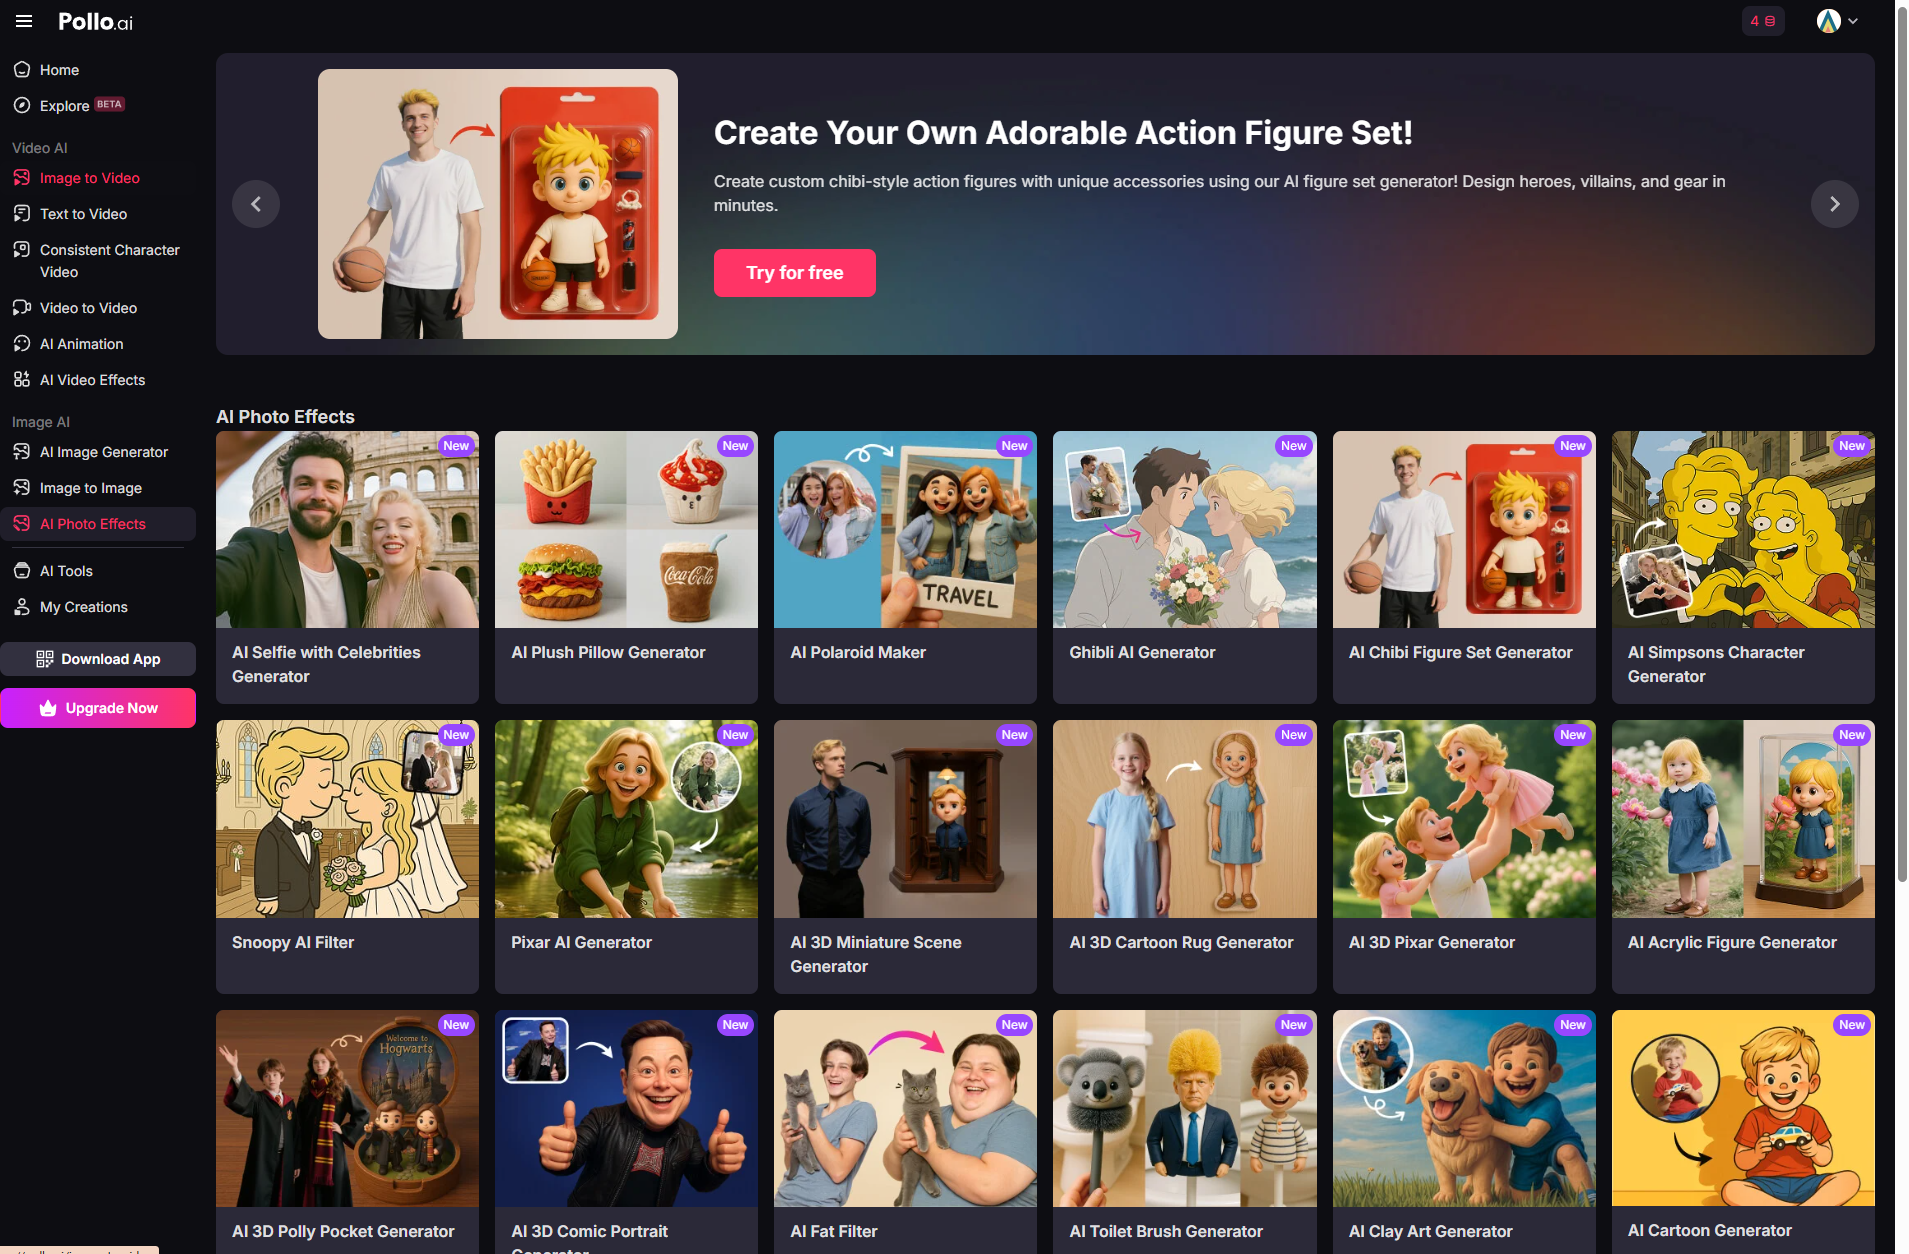 Pollo.ai
4
Home
Explore BETA
Video AI
Image to Video
Text to Video
Consistent Character
Video
Video to Video
AI Animation
AI Video Effects
Image AI
AI Image Generator
Image to Image
AI Photo Effects
AI Tools
My Creations
Download App
Upgrade Now
Create Your Own Adorable Action Figure Set!
Create custom chibi-style action figures with unique accessories using our AI figure set generator! Design heroes, villains, and gear in
minutes.
Try for free
AI Photo Effects
New
New
New
New
New
New
Coca-Cola
TRAVEL
AI Selfie with Celebrities
Generator
AI Plush Pillow Generator
AI Polaroid Maker
Ghibli AI Generator
AI Chibi Figure Set Generator
AI Simpsons Character
Generator
New
New
New
New
New
New
Snoopy AI Filter
Pixar AI Generator
AI 3D Miniature Scene
Generator
AI 3D Cartoon Rug Generator
AI 3D Pixar Generator
AI Acrylic Figure Generator
New
New
New
New
New
New
Welcome to
Hogwarts
AI 3D Polly Pocket Generator
AI 3D Comic Portrait
Generator
AI Fat Filter
AI Toilet Brush Generator
AI Clay Art Generator
AI Cartoon Generator